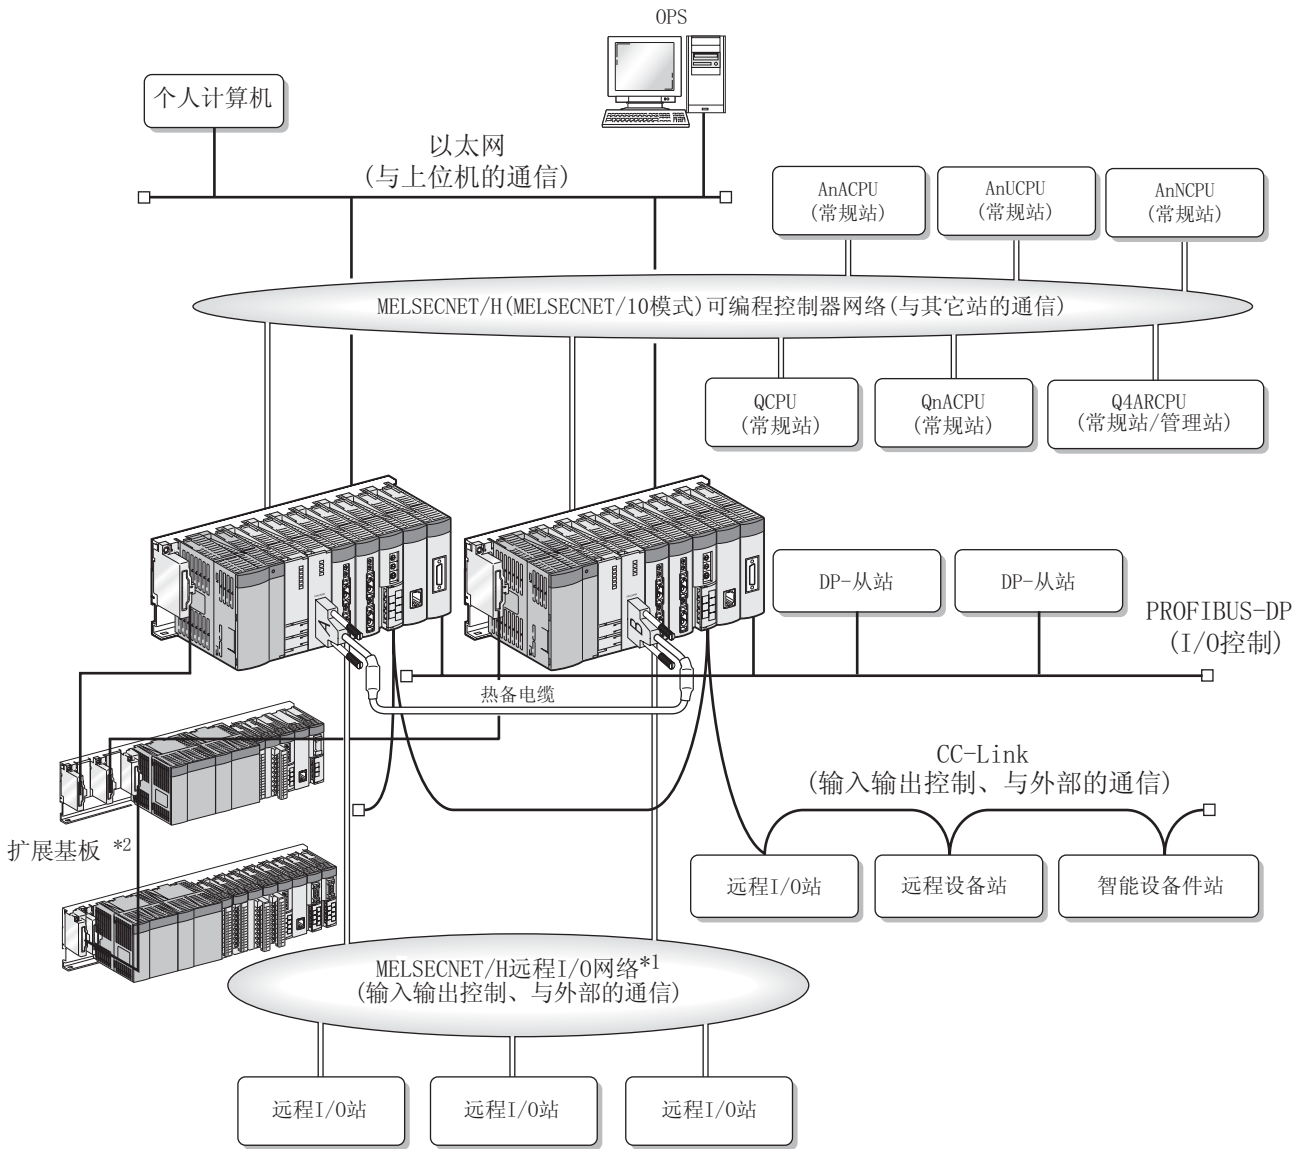 OPS
个人计算机
以太网
(与上位机的通信)
AnACPU
(常规站)
AnUCPU
(常规站)
AnNCPU
(常规站)
MELSECNET/H(MELSECNET/10模式)可编程控制器网络(与其它站的通信)
QCPU
(常规站)
QnACPU
(常规站)
Q4ARCPU
(常规站/管理站)
DP-从站
DP-从站
PROFIBUS-DP
(I/O控制)
A
B
热备电缆
CC-Link
(输入输出控制、与外部的通信)
扩展基板 *2
远程I/O站
远程设备站
智能设备件站
MELSECNET/H远程I/O网络*1
(输入输出控制、与外部的通信)
远程I/O站
远程I/O站
远程I/O站